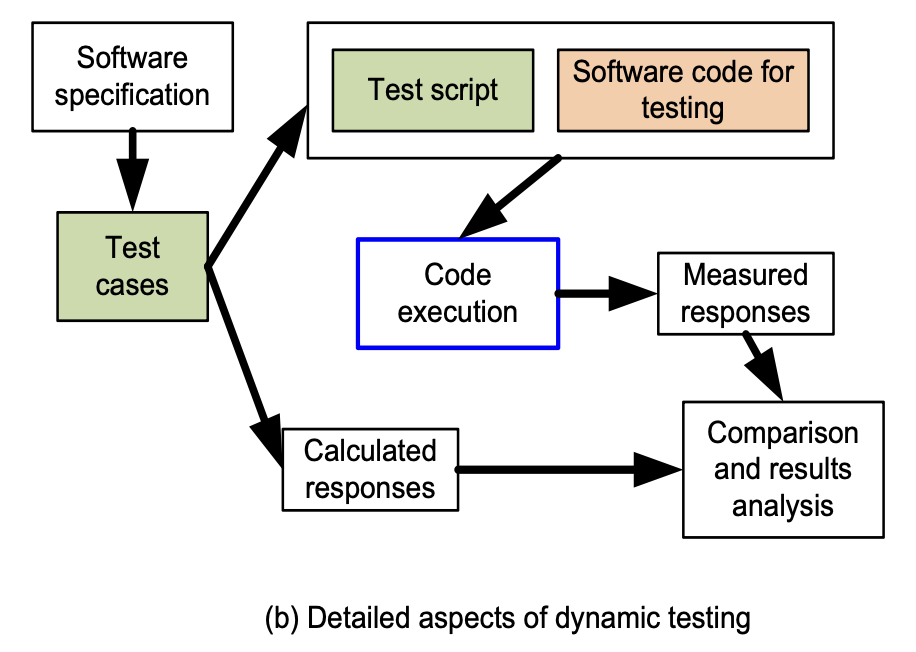 Software
specification
Test script
Software code for
testing
Test
cases
Code
execution
Measured
responses
Calculated
responses
Comparison
and results
analysis
(b) Detailed aspects of dynamic testing